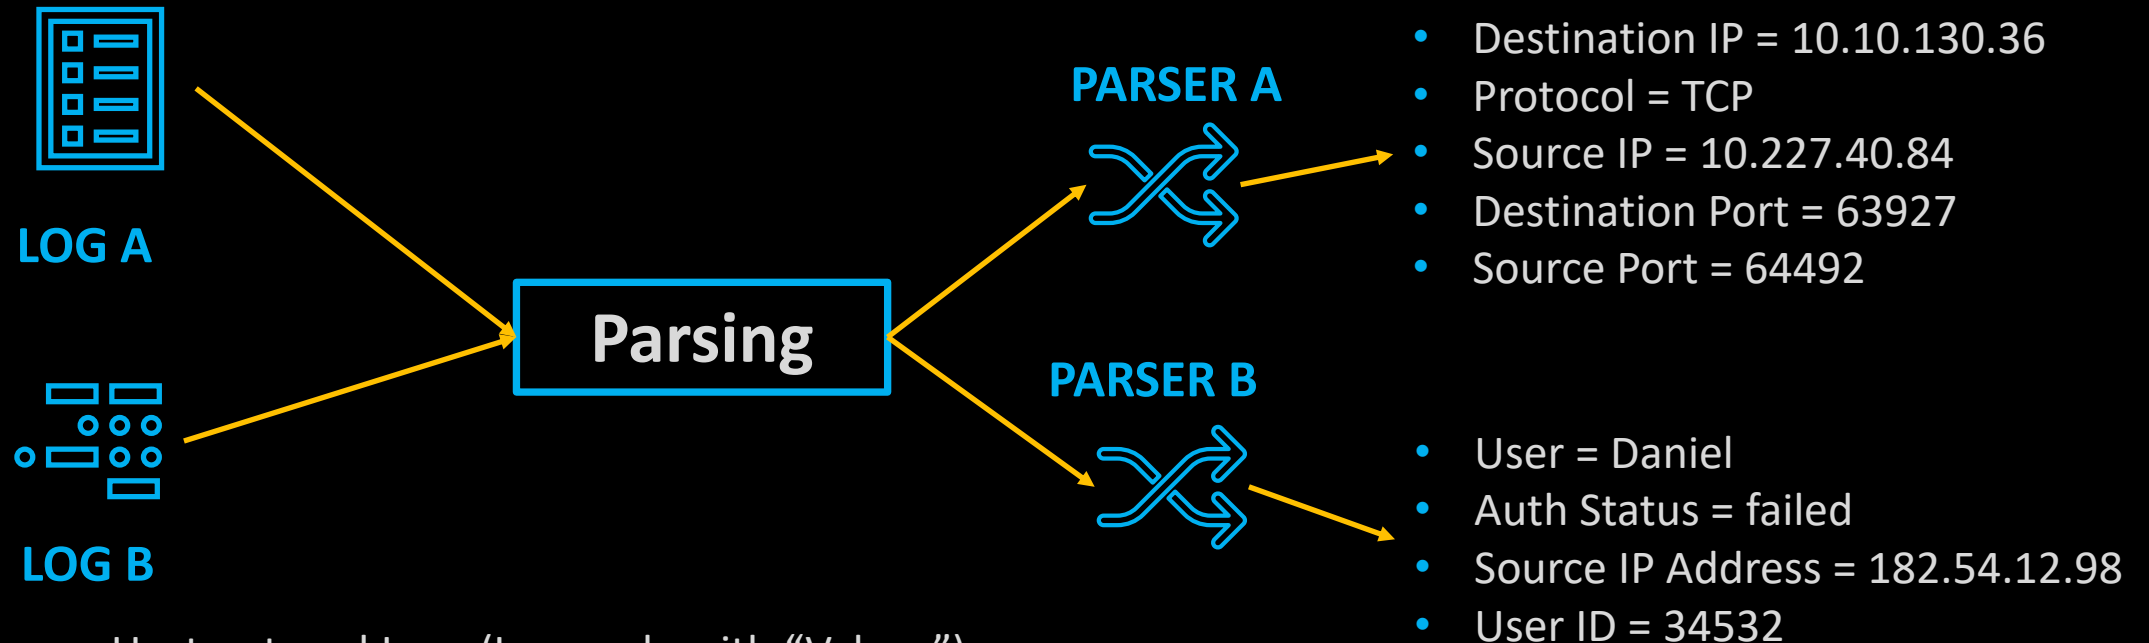 LOG A
LOG B
Parsing
PARSER A
PARSER B
• Destination IP = 10.10.130.36
• Protocol = TCP
• Source IP = 10.227.40.84
• Destination Port = 63927
• Source Port = 64492
• User = Daniel
• Auth Status = failed
• Source IP Address = 182.54.12.98
• User ID = 34532